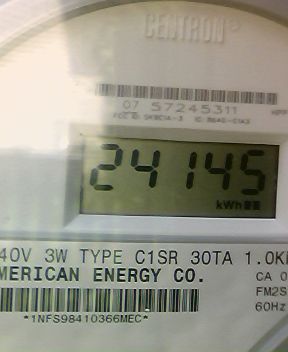 CENTRON
07 57245311
24145
kWh
40V 3W TYPE C1SR 30TA 1.0K
MERICAN ENERGY CO.
CA 0
FM2S
60Hz
*1NFS98410366MEC*